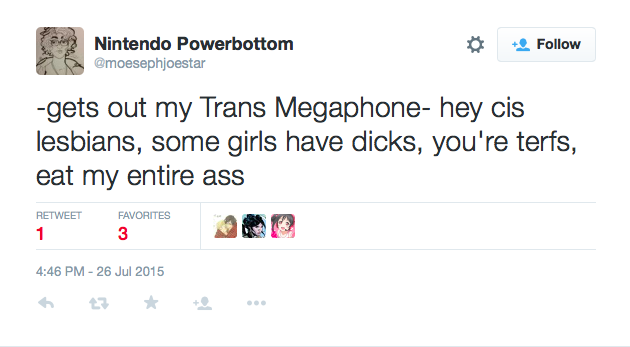 Nintendo Powerbottom
@moesephjoestar
Follow
-gets out my Trans Megaphone- hey cis
lesbians, some girls have dicks, you're terfs,
eat my entire ass
RETWEET FAVORITES
1 3
4:46 PM - 26 Jul 2015